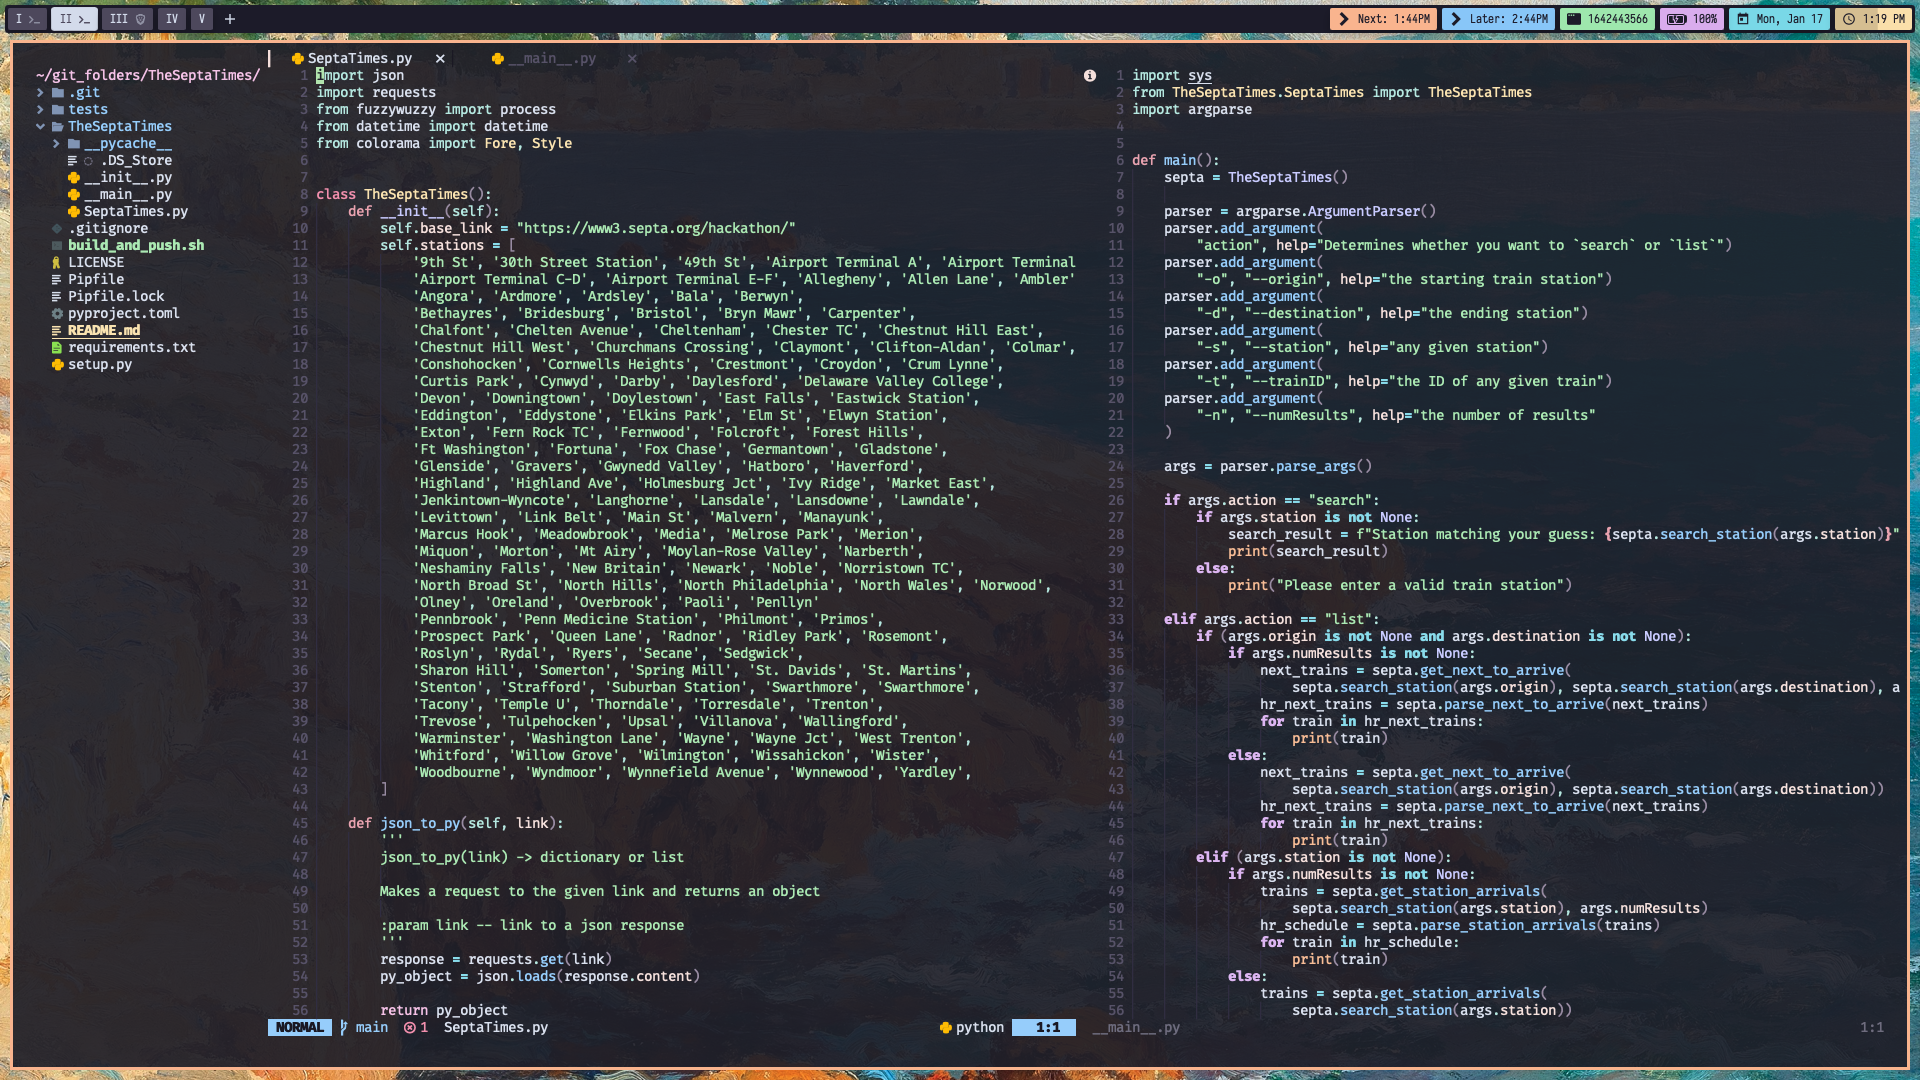 I >_ II >_ III IV V + Next: 1:44PM Later: 2:44PM 1642443566 100% Mon, Jan 17 1:19 PM
SeptaTimes.py × __main__.py ×
~/git_folders/TheSeptaTimes/
.git
tests
TheSeptaTimes
__pycache__
.DS_Store
__init__.py
__main__.py
SeptaTimes.py
.gitignore
build_and_push.sh
LICENSE
Pipfile
Pipfile.lock
pyproject.toml
README.md
requirements.txt
setup.py
1 import json
2 import requests
3 from fuzzywuzzy import process
4 from datetime import datetime
5 from colorama import Fore, Style
6
7
8 class TheSeptaTimes():
9     def __init__(self):
10         self.base_link = "https://www3.septa.org/hackathon/"
11         self.stations = [
12             '9th St', '30th Street Station', '49th St', 'Airport Terminal A', 'Airport Terminal
13             'Airport Terminal C-D', 'Airport Terminal E-F', 'Allegheny', 'Allen Lane', 'Ambler'
14             'Angora', 'Ardmore', 'Ardsley', 'Bala', 'Berwyn',
15             'Bethayres', 'Bridesburg', 'Bristol', 'Bryn Mawr', 'Carpenter',
16             'Chalfont', 'Chelten Avenue', 'Cheltenham', 'Chester TC', 'Chestnut Hill East',
17             'Chestnut Hill West', 'Churchmans Crossing', 'Claymont', 'Clifton-Aldan', 'Colmar',
18             'Conshohocken', 'Cornwells Heights', 'Crestmont', 'Croydon', 'Crum Lynne',
19             'Curtis Park', 'Cynwyd', 'Darby', 'Daylesford', 'Delaware Valley College',
20             'Devon', 'Downingtown', 'Doylestown', 'East Falls', 'Eastwick Station',
21             'Eddington', 'Eddystone', 'Elkins Park', 'Elm St', 'Elwyn Station',
22             'Exton', 'Fern Rock TC', 'Fernwood', 'Folcroft', 'Forest Hills',
23             'Ft Washington', 'Fortuna', 'Fox Chase', 'Germantown', 'Gladstone',
24             'Glenside', 'Gravers', 'Gwynedd Valley', 'Hatboro', 'Haverford',
25             'Highland', 'Highland Ave', 'Holmesburg Jct', 'Ivy Ridge', 'Market East',
26             'Jenkintown-Wyncote', 'Langhorne', 'Lansdale', 'Lansdowne', 'Lawndale',
27             'Levittown', 'Link Belt', 'Main St', 'Malvern', 'Manayunk',
28             'Marcus Hook', 'Meadowbrook', 'Media', 'Melrose Park', 'Merion',
29             'Miquon', 'Morton', 'Mt Airy', 'Moylan-Rose Valley', 'Narberth',
30             'Neshaminy Falls', 'New Britain', 'Newark', 'Noble', 'Norristown TC',
31             'North Broad St', 'North Hills', 'North Philadelphia', 'North Wales', 'Norwood',
32             'Olney', 'Oreland', 'Overbrook', 'Paoli', 'Penllyn'
33             'Pennbrook', 'Penn Medicine Station', 'Philmont', 'Primos',
34             'Prospect Park', 'Queen Lane', 'Radnor', 'Ridley Park', 'Rosemont',
35             'Roslyn', 'Rydal', 'Ryers', 'Secane', 'Sedgwick',
36             'Sharon Hill', 'Somerton', 'Spring Mill', 'St. Davids', 'St. Martins',
37             'Stenton', 'Strafford', 'Suburban Station', 'Swarthmore', 'Swarthmore',
38             'Tacony', 'Temple U', 'Thorndale', 'Torresdale', 'Trenton',
39             'Trevose', 'Tulpehocken', 'Upsal', 'Villanova', 'Wallingford',
40             'Warminster', 'Washington Lane', 'Wayne', 'Wayne Jct', 'West Trenton',
41             'Whitford', 'Willow Grove', 'Wilmington', 'Wissahickon', 'Wister',
42             'Woodbourne', 'Wyndmoor', 'Wynnefield Avenue', 'Wynnewood', 'Yardley',
43         ]
44
45     def json_to_py(self, link):
46         '''
47         json_to_py(link) -> dictionary or list
48
49         Makes a request to the given link and returns an object
50
51         :param link -- link to a json response
52         '''
53         response = requests.get(link)
54         py_object = json.loads(response.content)
55
56         return py_object
NORMAL main 1 SeptaTimes.py python 1:1
1 import sys
2 from TheSeptaTimes.SeptaTimes import TheSeptaTimes
3 import argparse
4
5
6 def main():
7     septa = TheSeptaTimes()
8
9     parser = argparse.ArgumentParser()
10     parser.add_argument(
11         "action", help="Determines whether you want to `search` or `list`")
12     parser.add_argument(
13         "-o", "--origin", help="the starting train station")
14     parser.add_argument(
15         "-d", "--destination", help="the ending station")
16     parser.add_argument(
17         "-s", "--station", help="any given station")
18     parser.add_argument(
19         "-t", "--trainID", help="the ID of any given train")
20     parser.add_argument(
21         "-n", "--numResults", help="the number of results"
22     )
23
24     args = parser.parse_args()
25
26     if args.action == "search":
27         if args.station is not None:
28             search_result = f"Station matching your guess: {septa.search_station(args.station)}"
29             print(search_result)
30         else:
31             print("Please enter a valid train station")
32
33     elif args.action == "list":
34         if (args.origin is not None and args.destination is not None):
35             if args.numResults is not None:
36                 next_trains = septa.get_next_to_arrive(
37                     septa.search_station(args.origin), septa.search_station(args.destination), a
38                 hr_next_trains = septa.parse_next_to_arrive(next_trains)
39                 for train in hr_next_trains:
40                     print(train)
41             else:
42                 next_trains = septa.get_next_to_arrive(
43                     septa.search_station(args.origin), septa.search_station(args.destination))
44                 hr_next_trains = septa.parse_next_to_arrive(next_trains)
45                 for train in hr_next_trains:
46                     print(train)
47         elif (args.station is not None):
48             if args.numResults is not None:
49                 trains = septa.get_station_arrivals(
50                     septa.search_station(args.station), args.numResults)
51                 hr_schedule = septa.parse_station_arrivals(trains)
52                 for train in hr_schedule:
53                     print(train)
54             else:
55                 trains = septa.get_station_arrivals(
56                     septa.search_station(args.station))
__main__.py 1:1